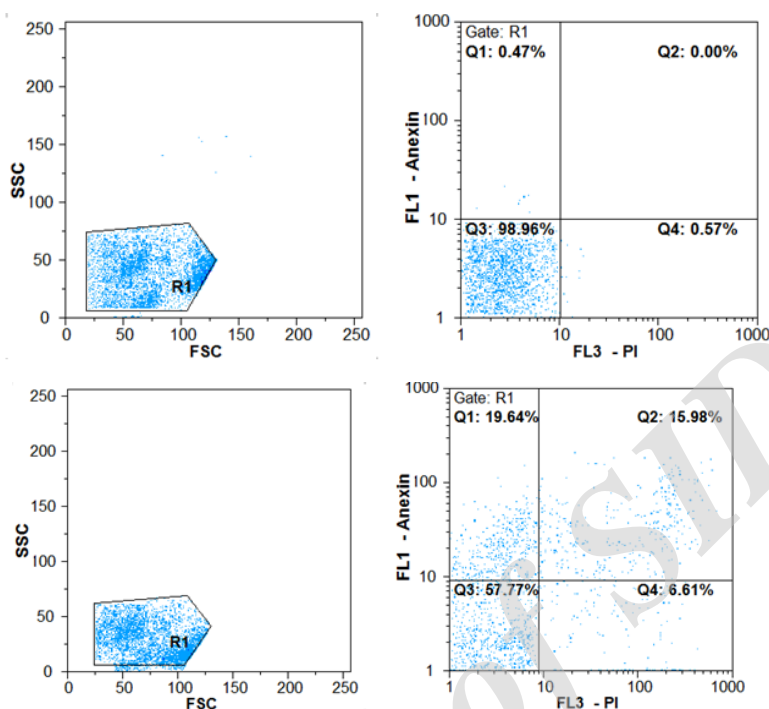 250
200
150
100
50
0
SSC
R1
0 50 100 150 200 250
FSC
1000
100
10
1
FL1 - Anexin
Gate: R1
Q1: 0.47% Q2: 0.00%
Q3: 98.96% Q4: 0.57%
1 10 100 1000
FL3 - PI
250
200
150
100
50
0
SSC
R1
0 50 100 150 200 250
FSC
1000
100
10
1
FL1 - Anexin
Gate: R1
Q1: 19.64% Q2: 15.98%
Q3: 57.77% Q4: 6.61%
1 10 100 1000
FL3 - PI
of SID